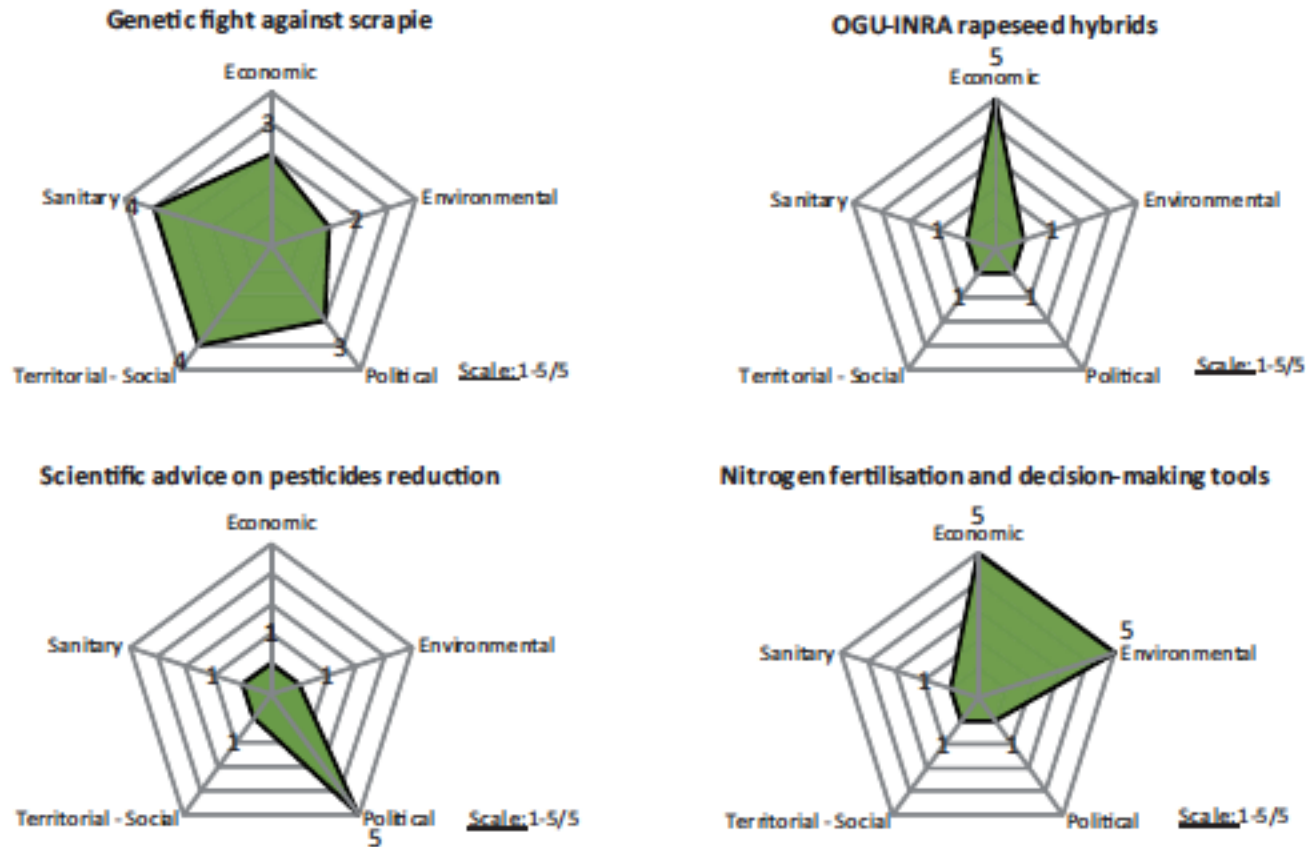 Genetic fight against scrapie
Economic
3
Sanitary
4
2
Environmental
4
3
Territorial - Social
Political
Scale:1-5/5
OGU-INRA rapeseed hybrids
5
Economic
Sanitary
1
1
Environmental
1
1
Territorial - Social
Political
Scale:1-5/5
Scientific advice on pesticides reduction
Economic
1
Sanitary
1
1
Environmental
1
Territorial - Social
Political
5
Scale:1-5/5
Nitrogen fertilisation and decision-making tools
5
Economic
5
Sanitary
1
Environmental
1
1
Territorial - Social
Political
Scale:1-5/5